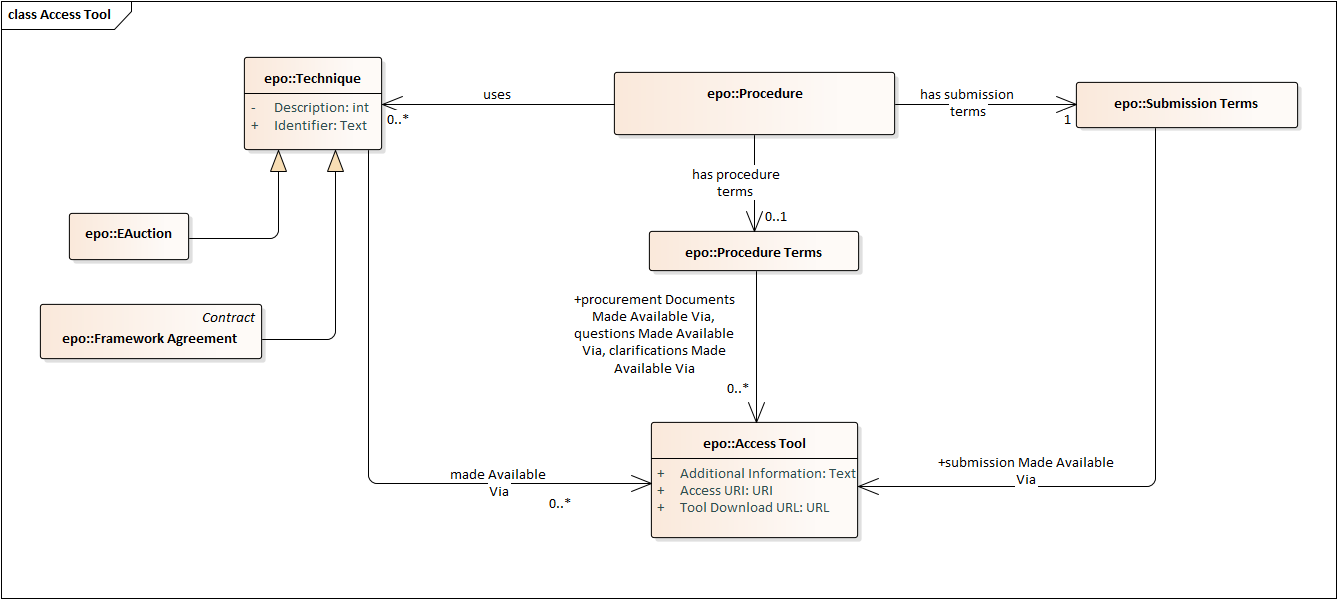 class Access Tool
epo::Technique
- Description: int
+ Identifier: Text
uses
0..*
epo::Procedure
has submission
terms
1
epo::Submission Terms
has procedure
terms
0..1
epo::EAuction
epo::Procedure Terms
Contract
epo::Framework Agreement
+procurement Documents
Made Available Via,
questions Made Available
Via, clarifications Made
Available Via
0..*
epo::Access Tool
+ Additional Information: Text
+ Access URI: URI
+ Tool Download URL: URL
made Available
Via
0..*
+submission Made Available
Via